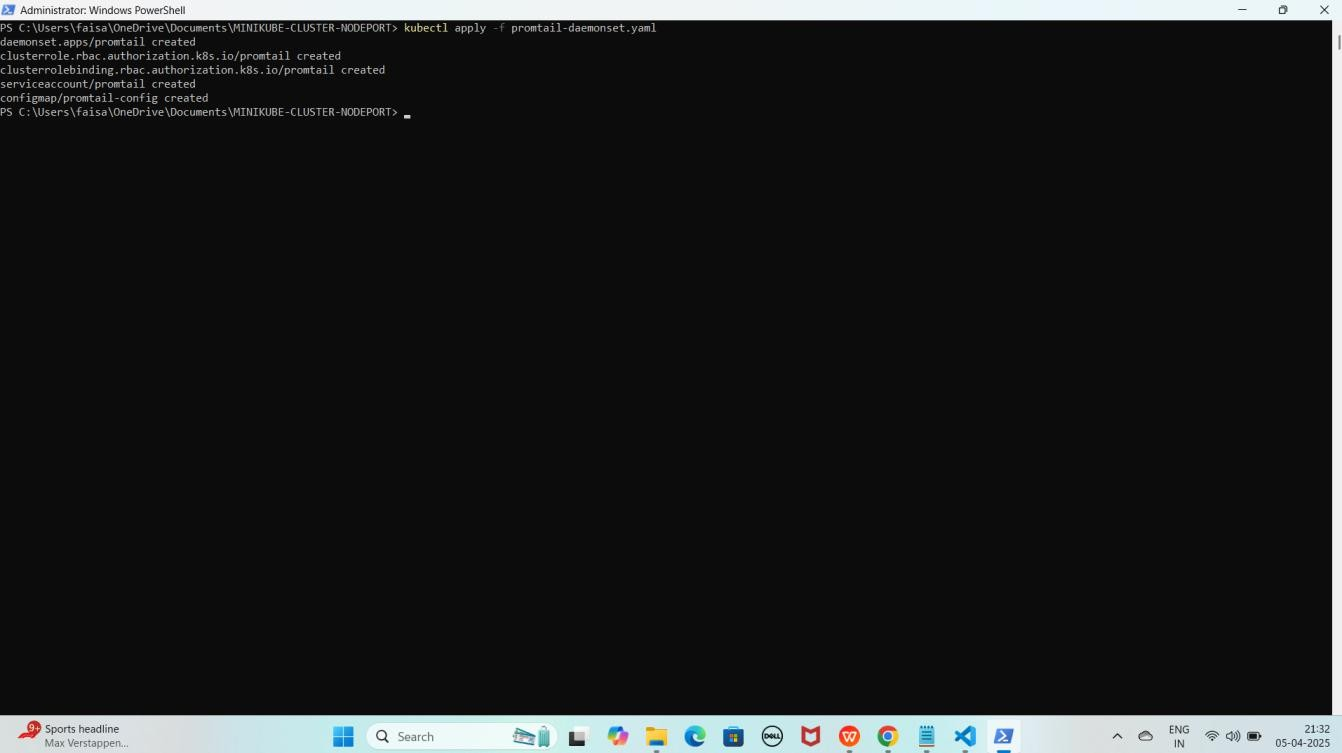 Administrator: Windows PowerShell
PS C:\Users\faisa\OneDrive\Documents\MINIKUBE-CLUSTER-NODEPORT> kubectl apply -f promtail-daemonset.yaml
daemonset.apps/promtail created
clusterrole.rbac.authorization.k8s.io/promtail created
clusterrolebinding.rbac.authorization.k8s.io/promtail created
serviceaccount/promtail created
configmap/promtail-config created
PS C:\Users\faisa\OneDrive\Documents\MINIKUBE-CLUSTER-NODEPORT>
9+
Sports headline
Max Verstappen...
Search
DELL
ENG
IN
21:32
05-04-2025